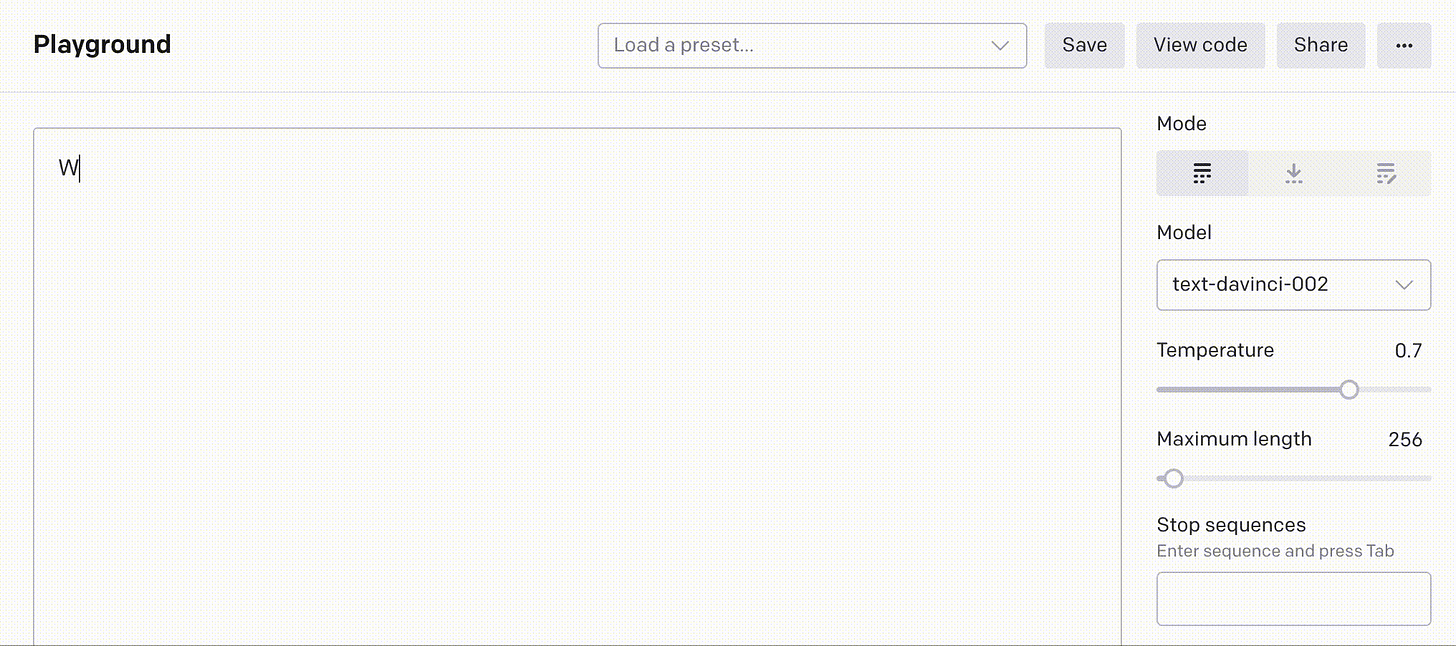 Playground
Load a preset...
Save
View code
Share
W
Mode
Model
text-davinci-002
Temperature 0.7
Maximum length 256
Stop sequences
Enter sequence and press Tab